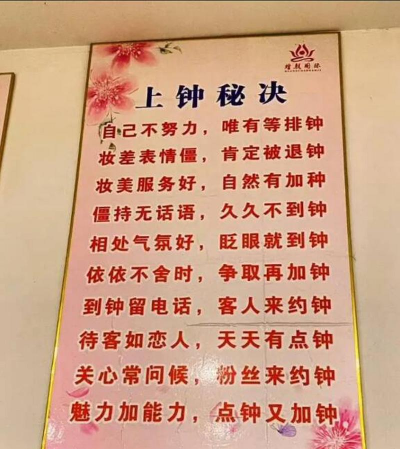 上钟秘决
自己不努力，唯有等排钟
妆差表情僵，肯定被退钟
妆美服务好，自然有加种
僵持无话语，久久不到钟
相处气氛好，眨眼就到钟
依依不舍时，争取再加钟
到钟留电话，客人来约钟
待客如恋人，天天有点钟
关心常问候，粉丝来约钟
魅力加能力，点钟又加钟